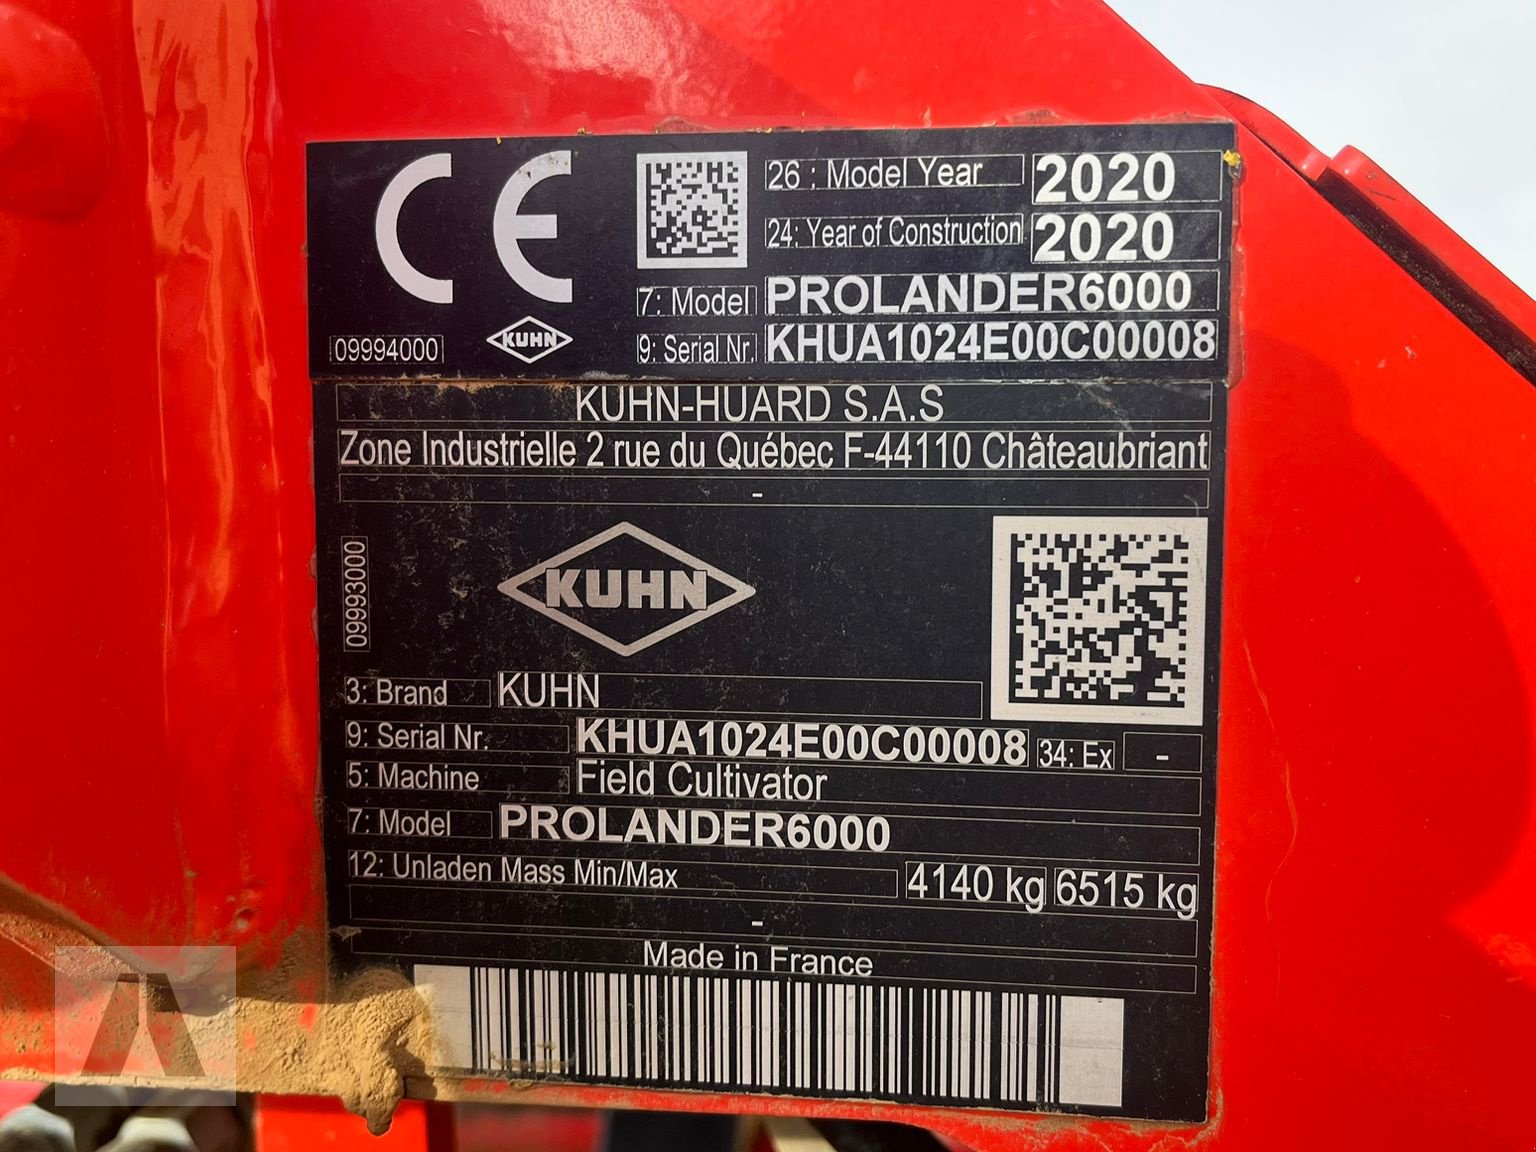 CE
26 : Model Year 2020
24: Year of Construction 2020
7: Model PROLANDER6000
9: Serial Nr. KHUA1024E00C00008
09994000
KUHN
KUHN-HUARD S.A.S
Zone Industrielle 2 rue du Québec F-44110 Châteaubriant
-
09993000
KUHN
3: Brand KUHN
9: Serial Nr. KHUA1024E00C00008 34: Ex -
5: Machine Field Cultivator
7: Model PROLANDER6000
12: Unladen Mass Min/Max 4140 kg 6515 kg
-
Made in France